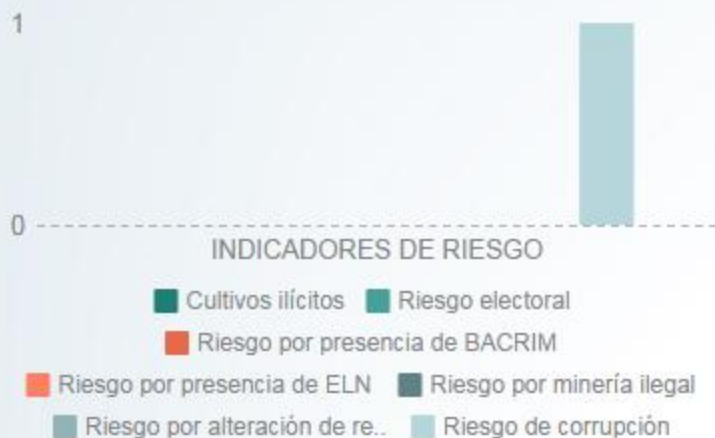 1
0
INDICADORES DE RIESGO
Cultivos ilícitos Riesgo electoral
Riesgo por presencia de BACRIM
Riesgo por presencia de ELN Riesgo por minería ilegal
Riesgo por alteración de re.. Riesgo de corrupción